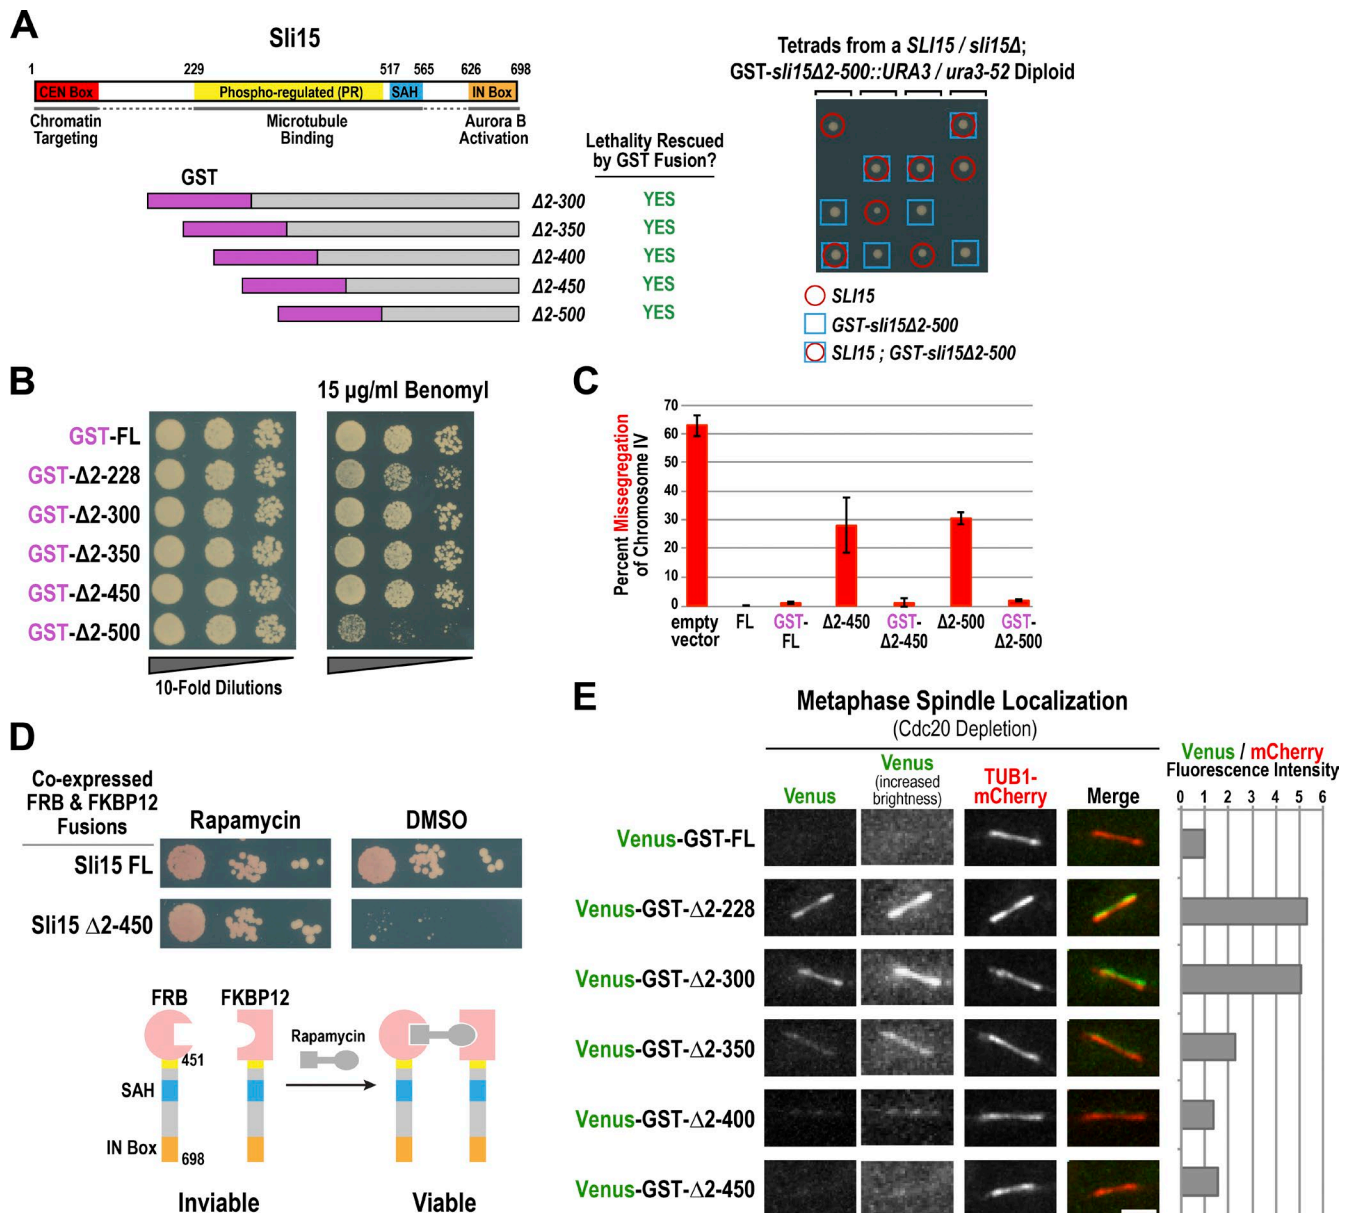 A
Sli15
1 229 517 565 626 698
CEN Box Phospho-regulated (PR) SAH IN Box
Chromatin Targeting
Microtubule Binding
Aurora B Activation
Lethality Rescued
by GST Fusion?
GST
Δ2-300 YES
Δ2-350 YES
Δ2-400 YES
Δ2-450 YES
Δ2-500 YES
Tetrads from a SLI15 / sli15Δ;
GST-sli15Δ2-500::URA3 / ura3-52 Diploid
SLI15
GST-sli15Δ2-500
SLI15 ; GST-sli15Δ2-500
B
15 µg/ml Benomyl
GST-FL
GST-Δ2-228
GST-Δ2-300
GST-Δ2-350
GST-Δ2-450
GST-Δ2-500
10-Fold Dilutions
C
Percent Missegregation
of Chromosome IV
70
60
50
40
30
20
10
0
empty vector
FL
GST-FL
Δ2-450
GST-Δ2-450
Δ2-500
GST-Δ2-500
D
Co-expressed
FRB & FKBP12
Fusions
Rapamycin DMSO
Sli15 FL
Sli15 Δ2-450
FRB FKBP12
Rapamycin
451
SAH
IN Box
698
Inviable Viable
E
Metaphase Spindle Localization
(Cdc20 Depletion)
Venus
Venus (increased brightness)
TUB1-mCherry
Merge
Venus / mCherry
Fluorescence Intensity
0 1 2 3 4 5 6
Venus-GST-FL
Venus-GST-Δ2-228
Venus-GST-Δ2-300
Venus-GST-Δ2-350
Venus-GST-Δ2-400
Venus-GST-Δ2-450